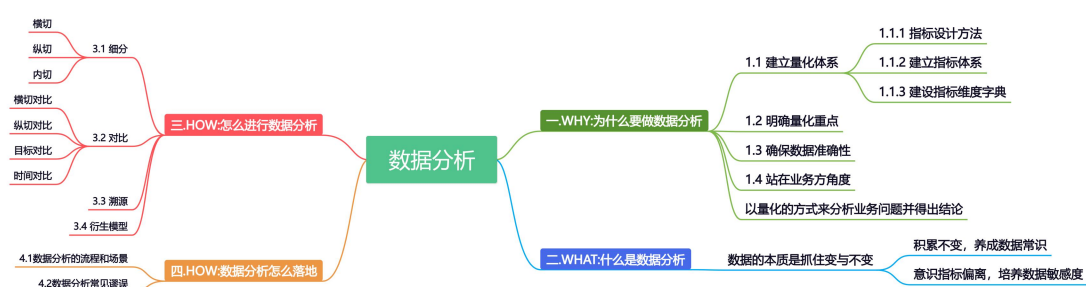 数据分析
一.WHY:为什么要做数据分析
1.1 建立量化体系
1.1.1 指标设计方法
1.1.2 建立指标体系
1.1.3 建设指标维度字典
1.2 明确量化重点
1.3 确保数据准确性
1.4 站在业务方角度
以量化的方式来分析业务问题并得出结论
二.WHAT:什么是数据分析
数据的本质是抓住变与不变
积累不变，养成数据常识
意识指标偏离，培养数据敏感度
三.HOW:怎么进行数据分析
3.1 细分
横切
纵切
内切
3.2 对比
横切对比
纵切对比
目标对比
时间对比
3.3 溯源
3.4 衍生模型
四.HOW:数据分析怎么落地
4.1数据分析的流程和场景
4.2数据分析常见谬误